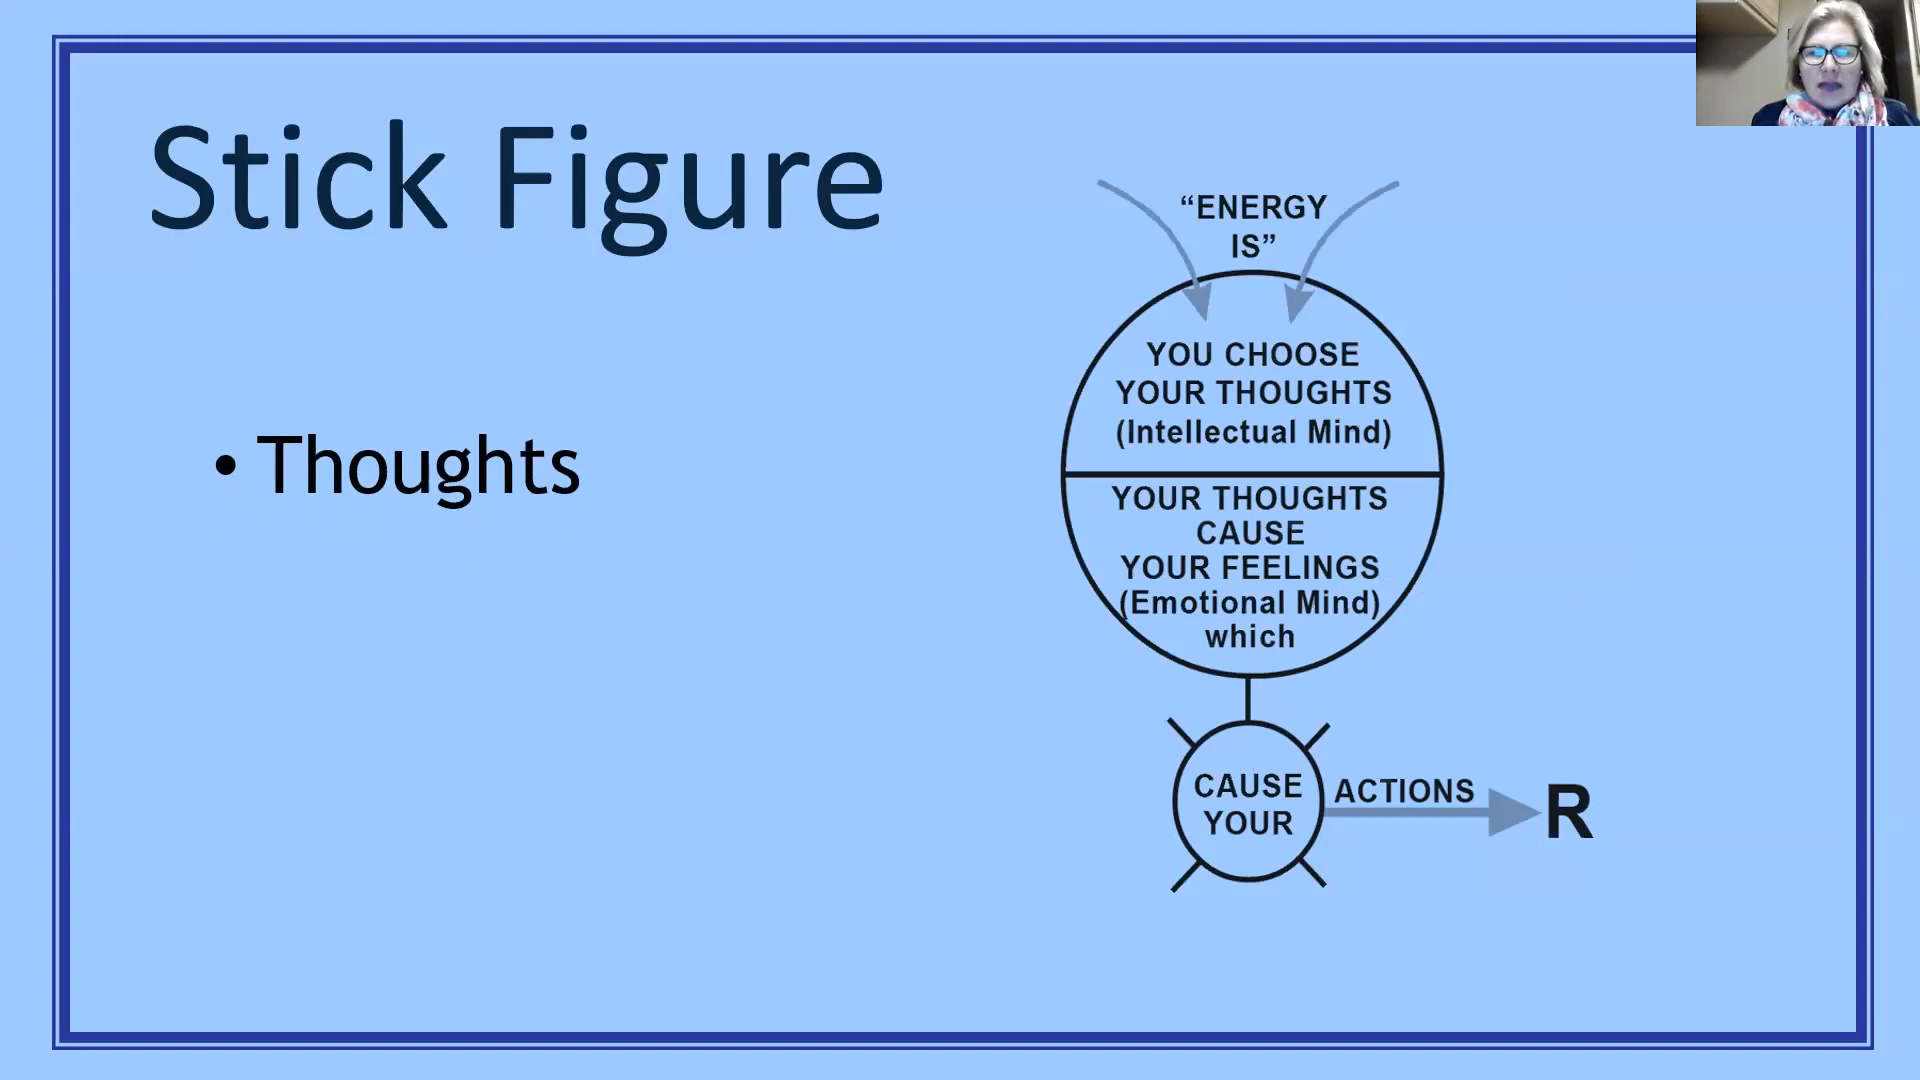 Stick Figure
• Thoughts
“ENERGY
IS”
YOU CHOOSE
YOUR THOUGHTS
(Intellectual Mind)
YOUR THOUGHTS
CAUSE
YOUR FEELINGS
(Emotional Mind)
which
CAUSE
YOUR
ACTIONS
R